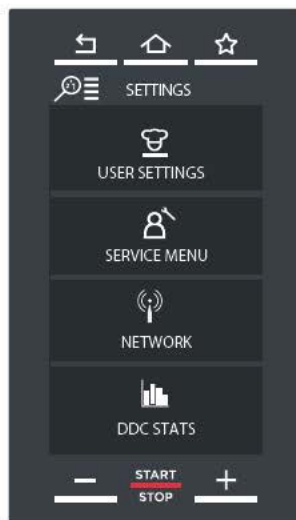 SETTINGS
USER SETTINGS
SERVICE MENU
NETWORK
DDC STATS
START
STOP